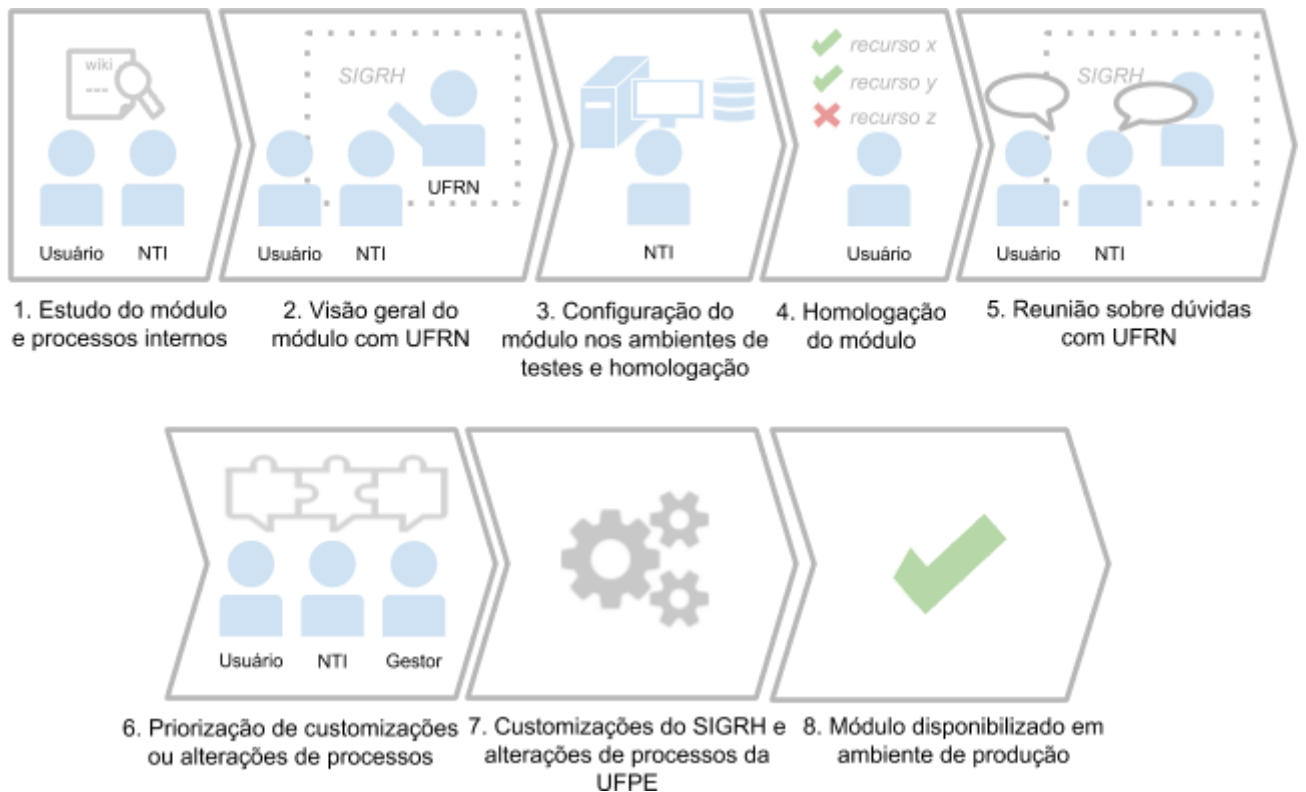 wiki
---
Usuário NTI
SIGRH
UFRN
Usuário NTI
NTI
recurso x
recurso y
recurso z
Usuário
SIGRH
Usuário NTI
1. Estudo do módulo
e processos internos
2. Visão geral do
módulo com UFRN
3. Configuração do
módulo nos ambientes de
testes e homologação
4. Homologação
do módulo
5. Reunião sobre dúvidas
com UFRN
Usuário NTI Gestor
6. Priorização de customizações
ou alterações de processos
7. Customizações do SIGRH e
alterações de processos da
UFPE
8. Módulo disponibilizado em
ambiente de produção